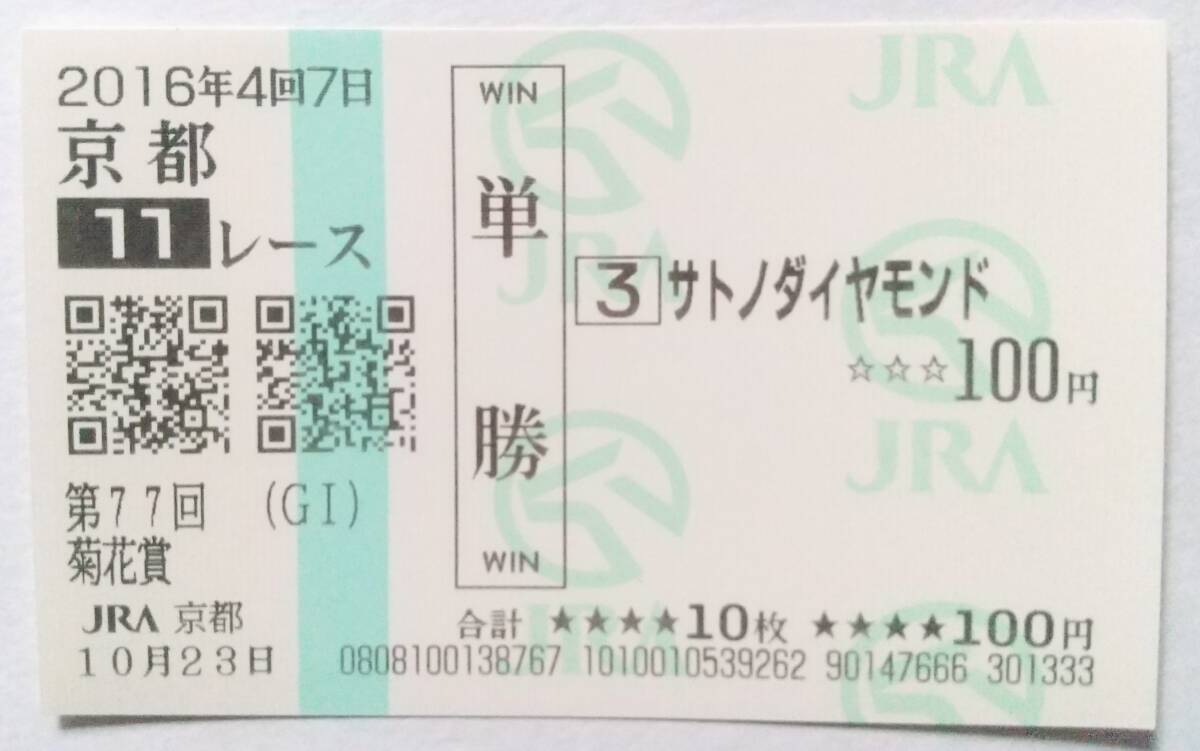 2016年4回7日
京都
11レース
第77回 (GI)
菊花賞
JRA 京都
10月23日
WIN
単勝
WIN
3 サトノダイヤモンド
☆☆☆100円
合計 ★★★★10枚 ★★★★100円
0808100138767 1010010539262 90147666 301333
JRA
JRA
JRA
JRA
JRA